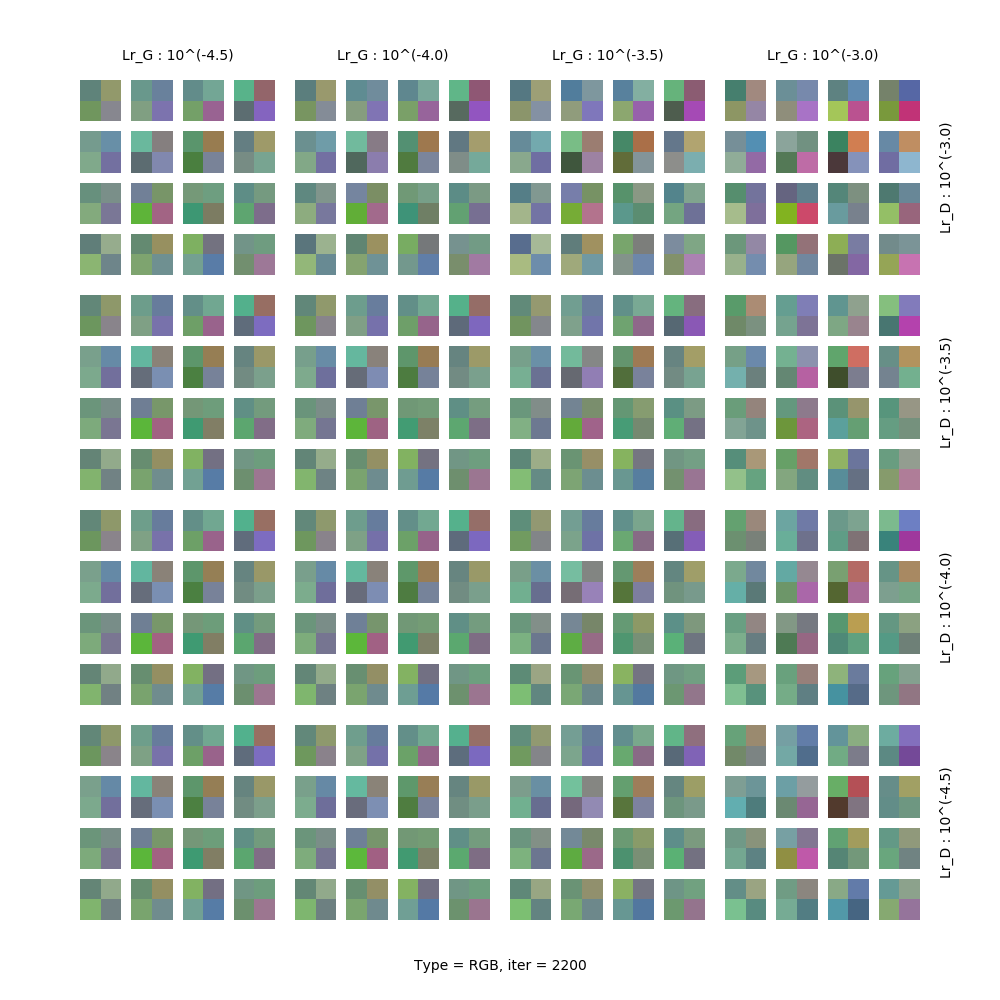 Lr_G : 10^(-4.5)
Lr_G : 10^(-4.0)
Lr_G : 10^(-3.5)
Lr_G : 10^(-3.0)
Lr_D : 10^(-3.0)
Lr_D : 10^(-3.5)
Lr_D : 10^(-4.0)
Lr_D : 10^(-4.5)
Type = RGB, iter = 2200